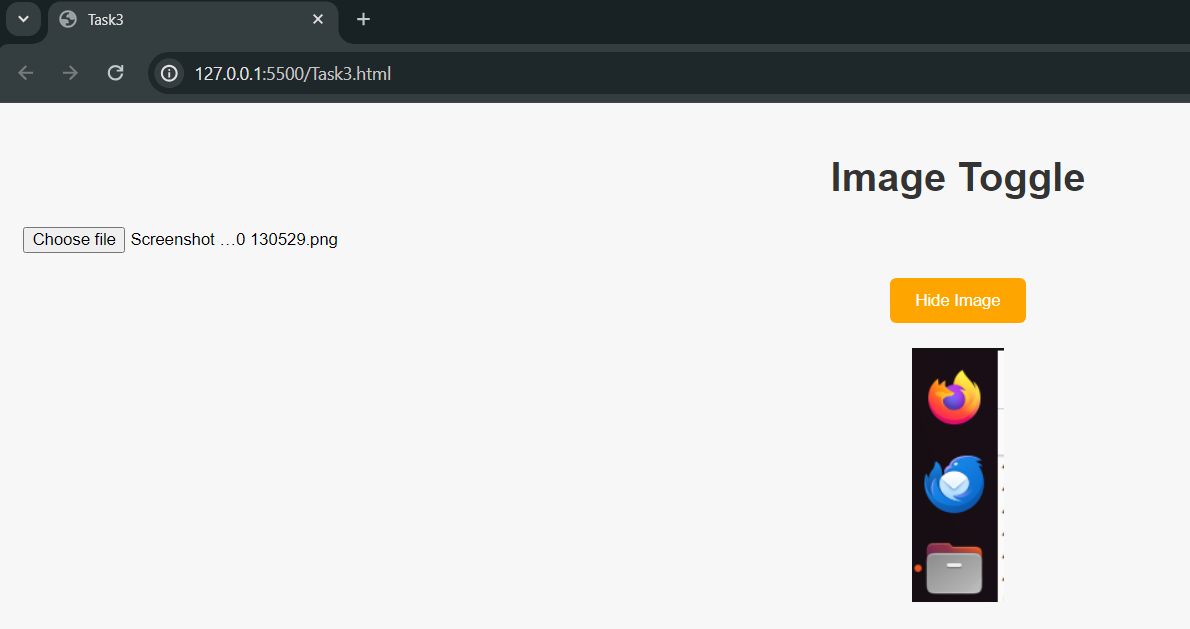 Task3
127.0.0.1:5500/Task3.html
Image Toggle
Choose file Screenshot ...0 130529.png
Hide Image